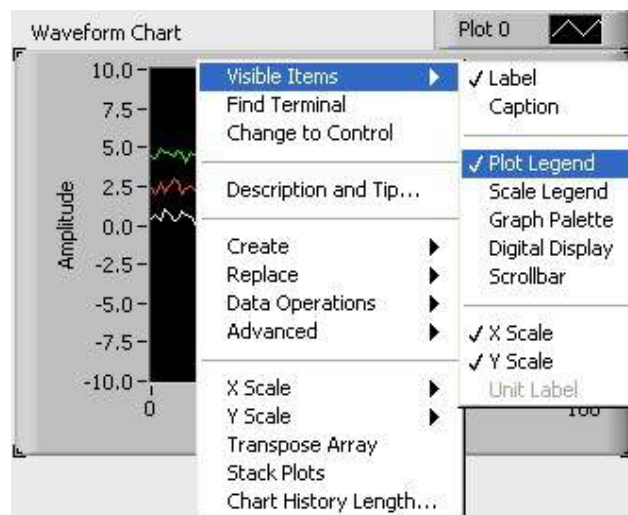 Waveform Chart
Plot 0
10.0
7.5
5.0
2.5
0.0
-2.5
-5.0
-7.5
-10.0
Amplitude
0
100
Visible Items
Find Terminal
Change to Control
Description and Tip...
Create
Replace
Data Operations
Advanced
X Scale
Y Scale
Transpose Array
Stack Plots
Chart History Length...
Label
Caption
Plot Legend
Scale Legend
Graph Palette
Digital Display
Scrollbar
X Scale
Y Scale
Unit Label